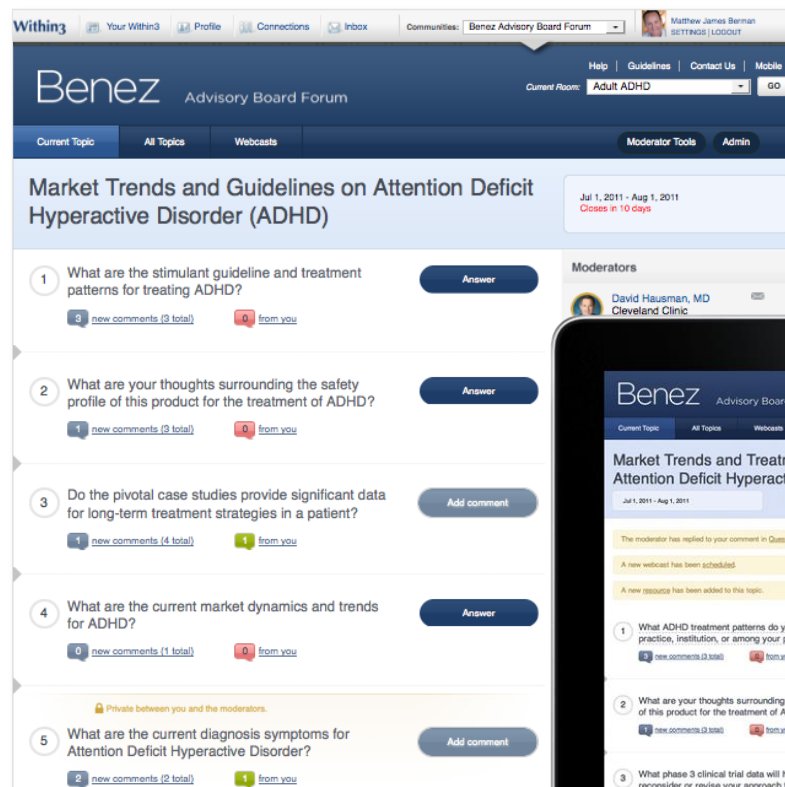 Within3 Your Within3 Profile Connections Inbox Communities: Benez Advisory Board Forum
Matthew James Berman
SETTINGS | LOGOUT
Help | Guidelines | Contact Us | Mobile
Benez Advisory Board Forum
Current Room: Adult ADHD GO
Current Topic All Topics Webcasts Moderator Tools Admin
Market Trends and Guidelines on Attention Deficit
Hyperactive Disorder (ADHD)
Jul 1, 2011 - Aug 1, 2011
Closes in 10 days
1 What are the stimulant guideline and treatment
patterns for treating ADHD?
Answer
3 new comments (3 total) 0 from you
2 What are your thoughts surrounding the safety
profile of this product for the treatment of ADHD?
Answer
1 new comments (3 total) 0 from you
3 Do the pivotal case studies provide significant data
for long-term treatment strategies in a patient?
Add comment
1 new comments (4 total) 1 from you
4 What are the current market dynamics and trends
for ADHD?
Answer
0 new comments (1 total) 0 from you
Private between you and the moderators.
5 What are the current diagnosis symptoms for
Attention Deficit Hyperactive Disorder?
Add comment
2 new comments (2 total) 1 from you
Moderators
David Hausman, MD
Cleveland Clinic
Benez Advisory Boar
Current Topic All Topics Webcasts
Market Trends and Treatm
Attention Deficit Hyperact
Jul 1, 2011 - Aug 1, 2011
The moderator has replied to your comment in Ques
A new webcast has been scheduled.
A new resource has been added to this topic.
1 What ADHD treatment patterns do y
practice, institution, or among your p
3 new comments (3 total) 0 from y
2 What are your thoughts surrounding
of this product for the treatment of A
1 new comments (3 total) 0 from y
3 What phase 3 clinical trial data will h
reconsider or revise your approach